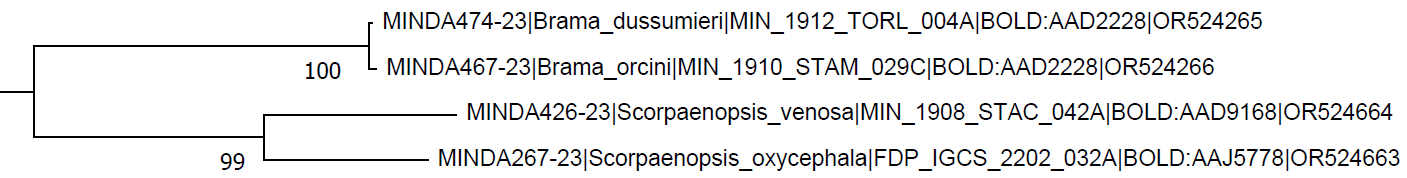 MINDA474-23|Brama_dussumieri|MIN_1912_TORL_004A|BOLD:AAD2228|OR524265
100
MINDA467-23|Brama_orcini|MIN_1910_STAM_029C|BOLD:AAD2228|OR524266
MINDA426-23|Scorpaenopsis_venosa|MIN_1908_STAC_042A|BOLD:AAD9168|OR524664
99
MINDA267-23|Scorpaenopsis_oxycephala|FDP_IGCS_2202_032A|BOLD:AAJ5778|OR524663